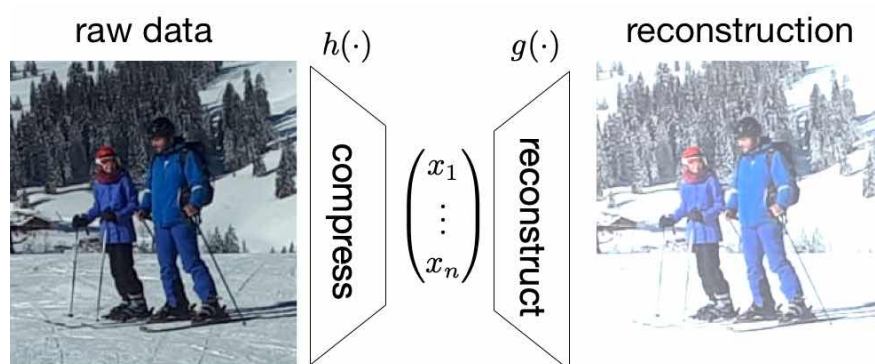 raw data
h(·)
g(·)
reconstruction
compress
x₁
⋮
xₙ
reconstruct